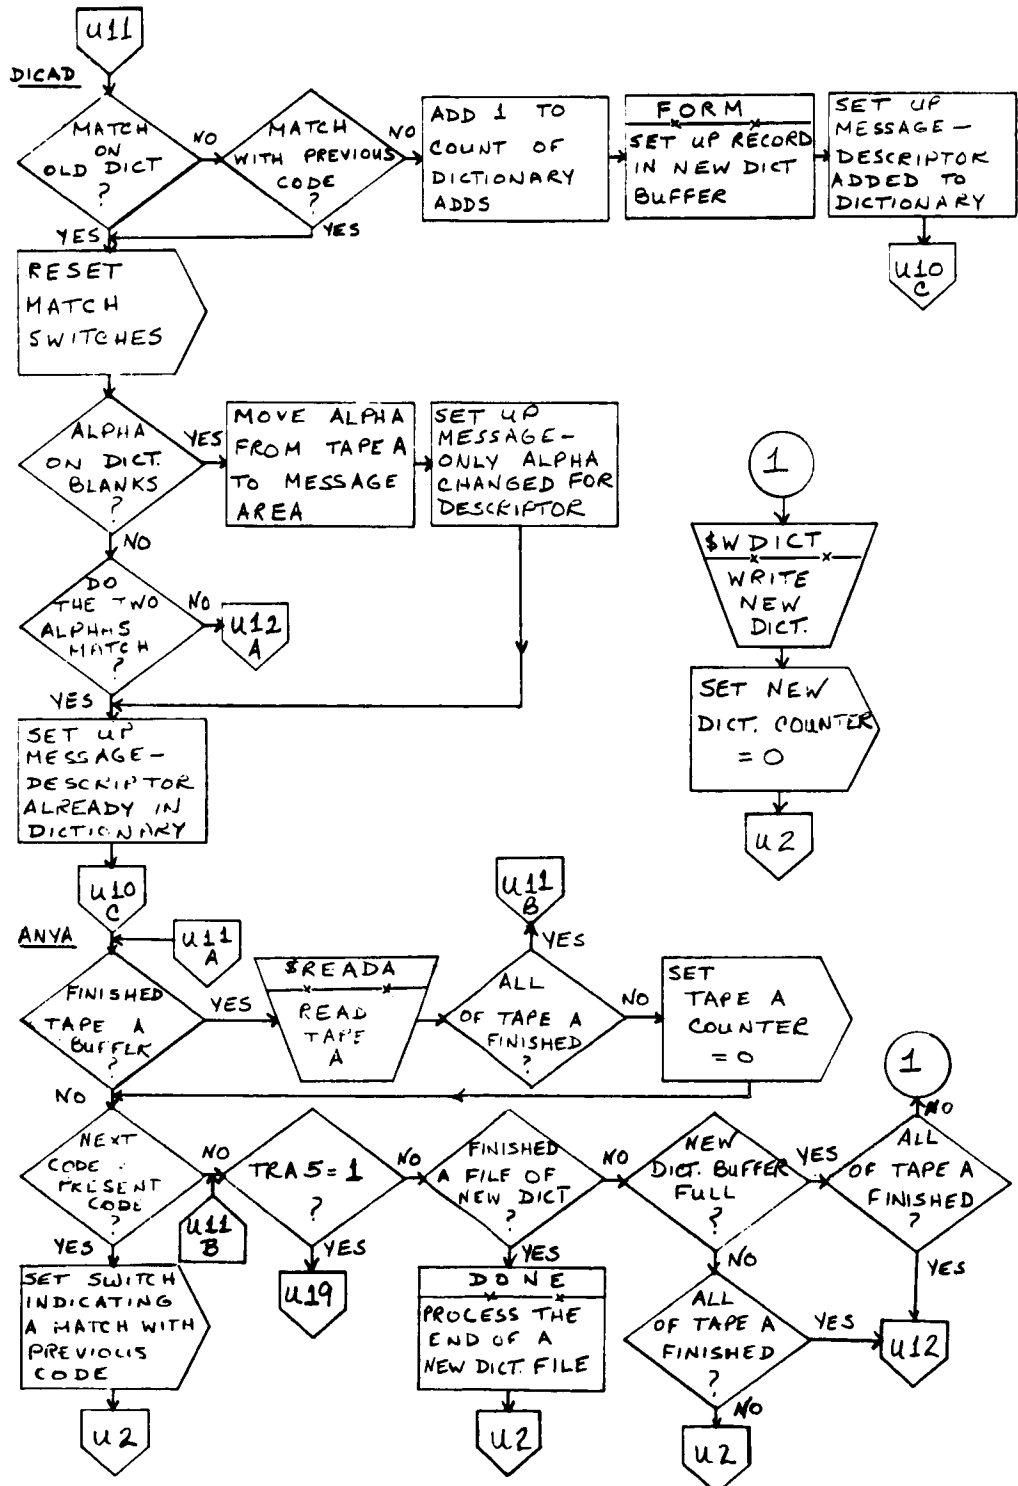 U11
DICAD
MATCH
ON
OLD DICT
?
NO
YES
MATCH
WITH PREVIOUS
CODE
?
NO
YES
ADD 1 TO
COUNT OF
DICTIONARY
ADDS
FORM
SET UP RECORD
IN NEW DICT
BUFFER
SET UP
MESSAGE—
DESCRIPTOR
ADDED TO
DICTIONARY
U10
C
RESET
MATCH
SWITCHES
ALPHA
ON DICT.
BLANKS
?
YES
NO
MOVE ALPHA
FROM TAPE A
TO MESSAGE
AREA
SET UP
MESSAGE—
ONLY ALPHA
CHANGED FOR
DESCRIPTOR
DO
THE TWO
ALPHAS
MATCH
?
NO
U12
A
YES
1
$WDICT
WRITE
NEW
DICT.
SET NEW
DICT. COUNTER
= 0
U2
SET UP
MESSAGE—
DESCRIPTOR
ALREADY IN
DICTIONARY
U10
C
ANYA
U11
A
FINISHED
TAPE A
BUFFER
?
YES
NO
$READA
READ
TAPE
A
U11
B
YES
ALL
OF TAPE A
FINISHED
?
NO
SET
TAPE A
COUNTER
= 0
1
NEXT
CODE =
PRESENT
CODE
?
NO
YES
U11
B
TRA5=1
?
NO
YES
U19
FINISHED
A FILE OF
NEW DICT
?
NO
YES
NEW
DICT. BUFFER
FULL
?
YES
NO
ALL
OF TAPE A
FINISHED
?
NO
YES
SET SWITCH
INDICATING
A MATCH WITH
PREVIOUS
CODE
U2
DONE
PROCESS THE
END OF A
NEW DICT. FILE
U2
ALL
OF TAPE A
FINISHED
?
YES
NO
U12
U2